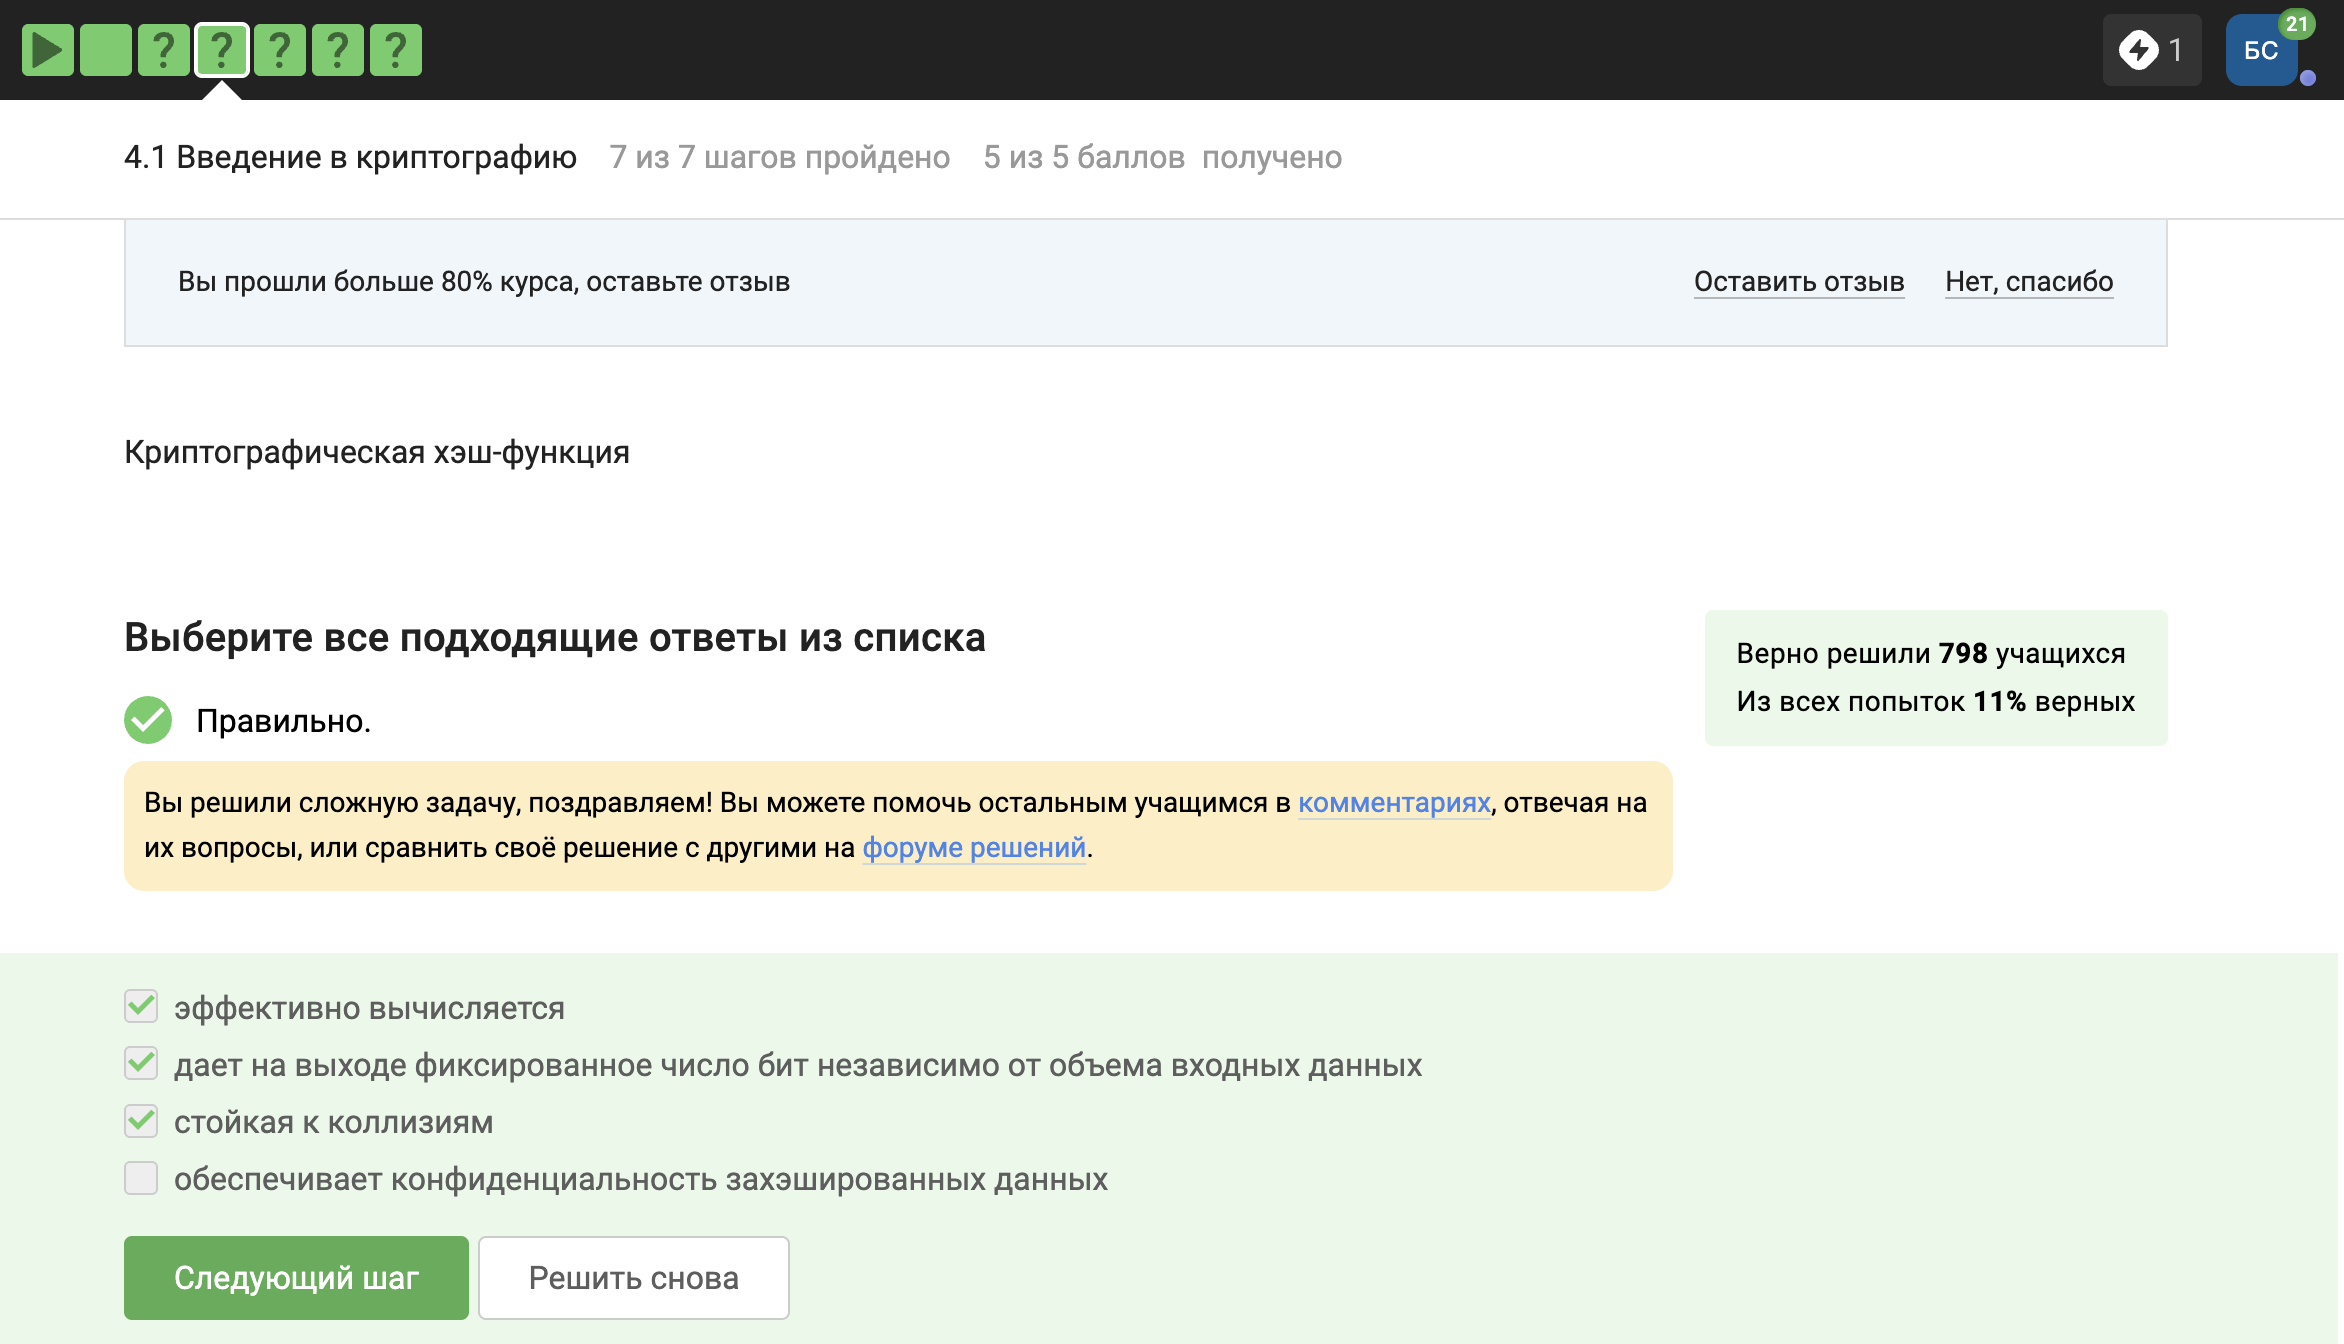 ? ? ? ? ?
1
БС
21
4.1 Введение в криптографию 7 из 7 шагов пройдено 5 из 5 баллов получено
Вы прошли больше 80% курса, оставьте отзыв Оставить отзыв Нет, спасибо
Криптографическая хэш-функция
Выберите все подходящие ответы из списка
Верно решили 798 учащихся
Из всех попыток 11% верных
Правильно.
Вы решили сложную задачу, поздравляем! Вы можете помочь остальным учащимся в комментариях, отвечая на
их вопросы, или сравнить своё решение с другими на форуме решений.
эффективно вычисляется
дает на выходе фиксированное число бит независимо от объема входных данных
стойкая к коллизиям
обеспечивает конфиденциальность захэшированных данных
Следующий шаг Решить снова